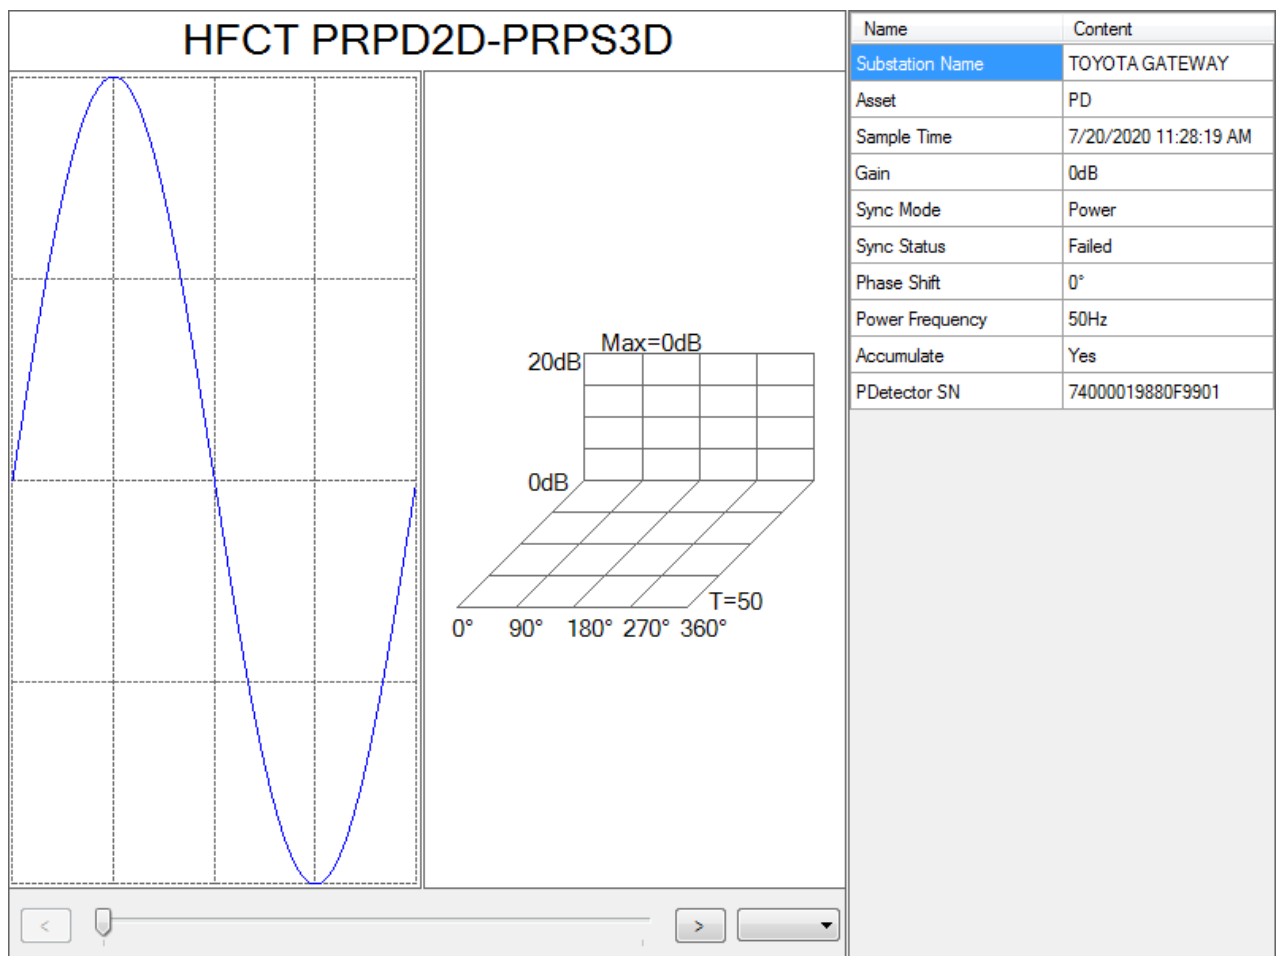 HFCT PRPD2D-PRPS3D
Max=0dB
20dB
0dB
T=50
0° 90° 180° 270° 360°
< >
Name Content
Substation Name TOYOTA GATEWAY
Asset PD
Sample Time 7/20/2020 11:28:19 AM
Gain 0dB
Sync Mode Power
Sync Status Failed
Phase Shift 0°
Power Frequency 50Hz
Accumulate Yes
PDetector SN 74000019880F9901